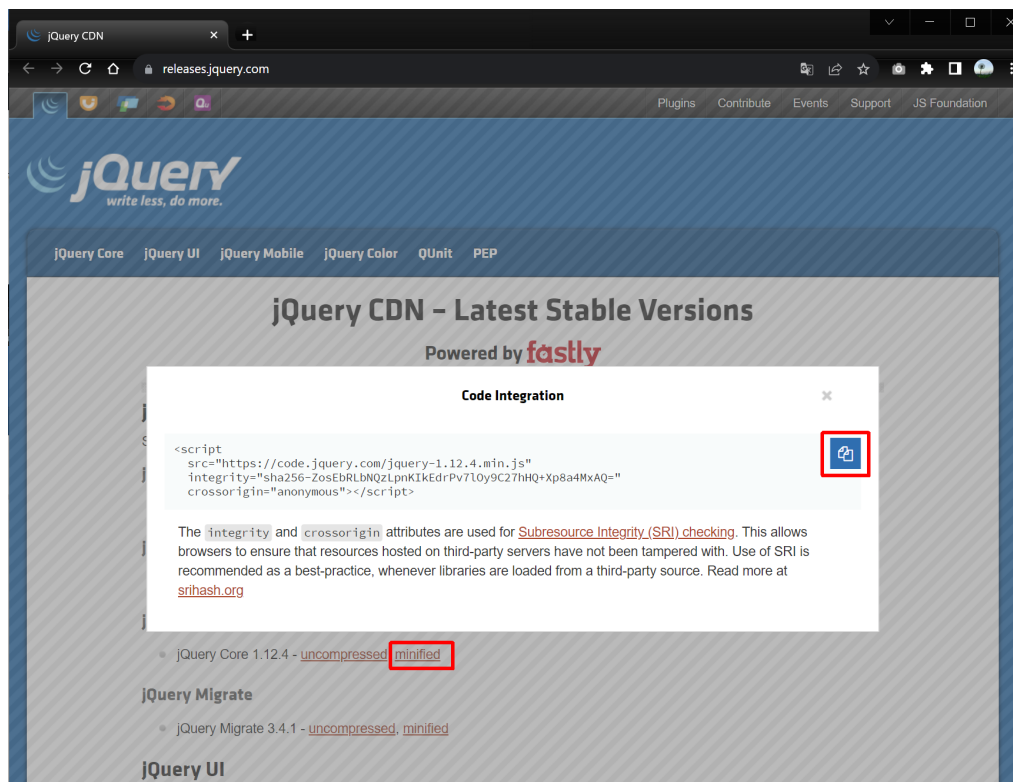 jQuery CDN
releases.jquery.com
Plugins Contribute Events Support JS Foundation
jQuery
write less, do more.
jQuery Core jQuery UI jQuery Mobile jQuery Color QUnit PEP
jQuery CDN – Latest Stable Versions
Powered by fastly
Code Integration
<script
src="https://code.jquery.com/jquery-1.12.4.min.js"
integrity="sha256-ZosEbRLbNQzLpnKIkEdrPv7lOy9C27hHQ+Xp8a4MxAQ="
crossorigin="anonymous"></script>
The integrity and crossorigin attributes are used for Subresource Integrity (SRI) checking. This allows
browsers to ensure that resources hosted on third-party servers have not been tampered with. Use of SRI is
recommended as a best-practice, whenever libraries are loaded from a third-party source. Read more at
srihash.org
jQuery Core 1.12.4 - uncompressed, minified
jQuery Migrate
jQuery Migrate 3.4.1 - uncompressed, minified
jQuery UI